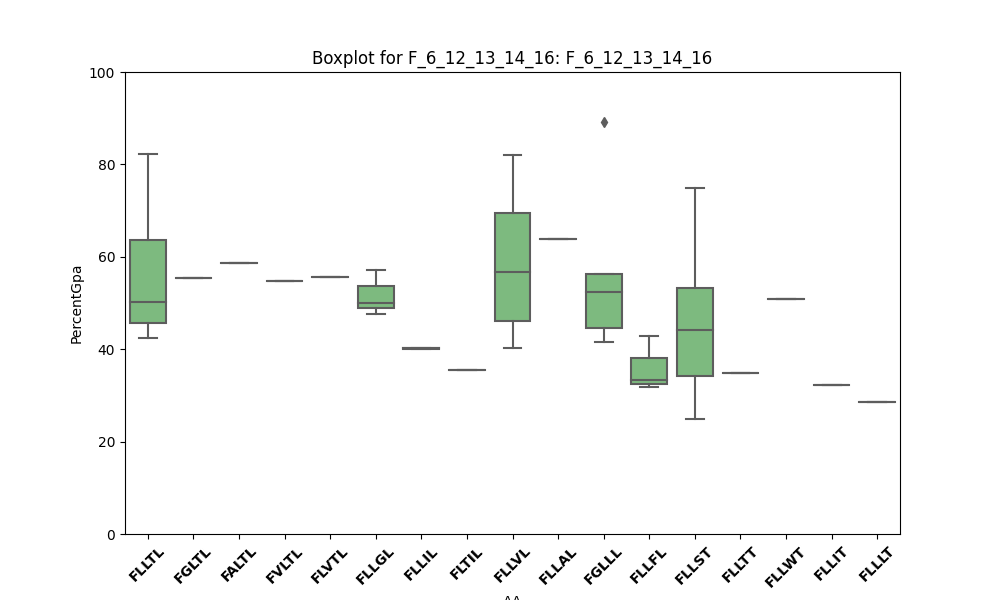 Boxplot for F_6_12_13_14_16: F_6_12_13_14_16
100
80
60
40
20
0
PercentGpa
FLLTL FGLTL FALTL FVLTL FLVTL FLLGL FLLIL FLTIL FLLVL FLLAL FGLLL FLLFL FLLST FLLTT FLLWT FLLIT FLLLT
AA